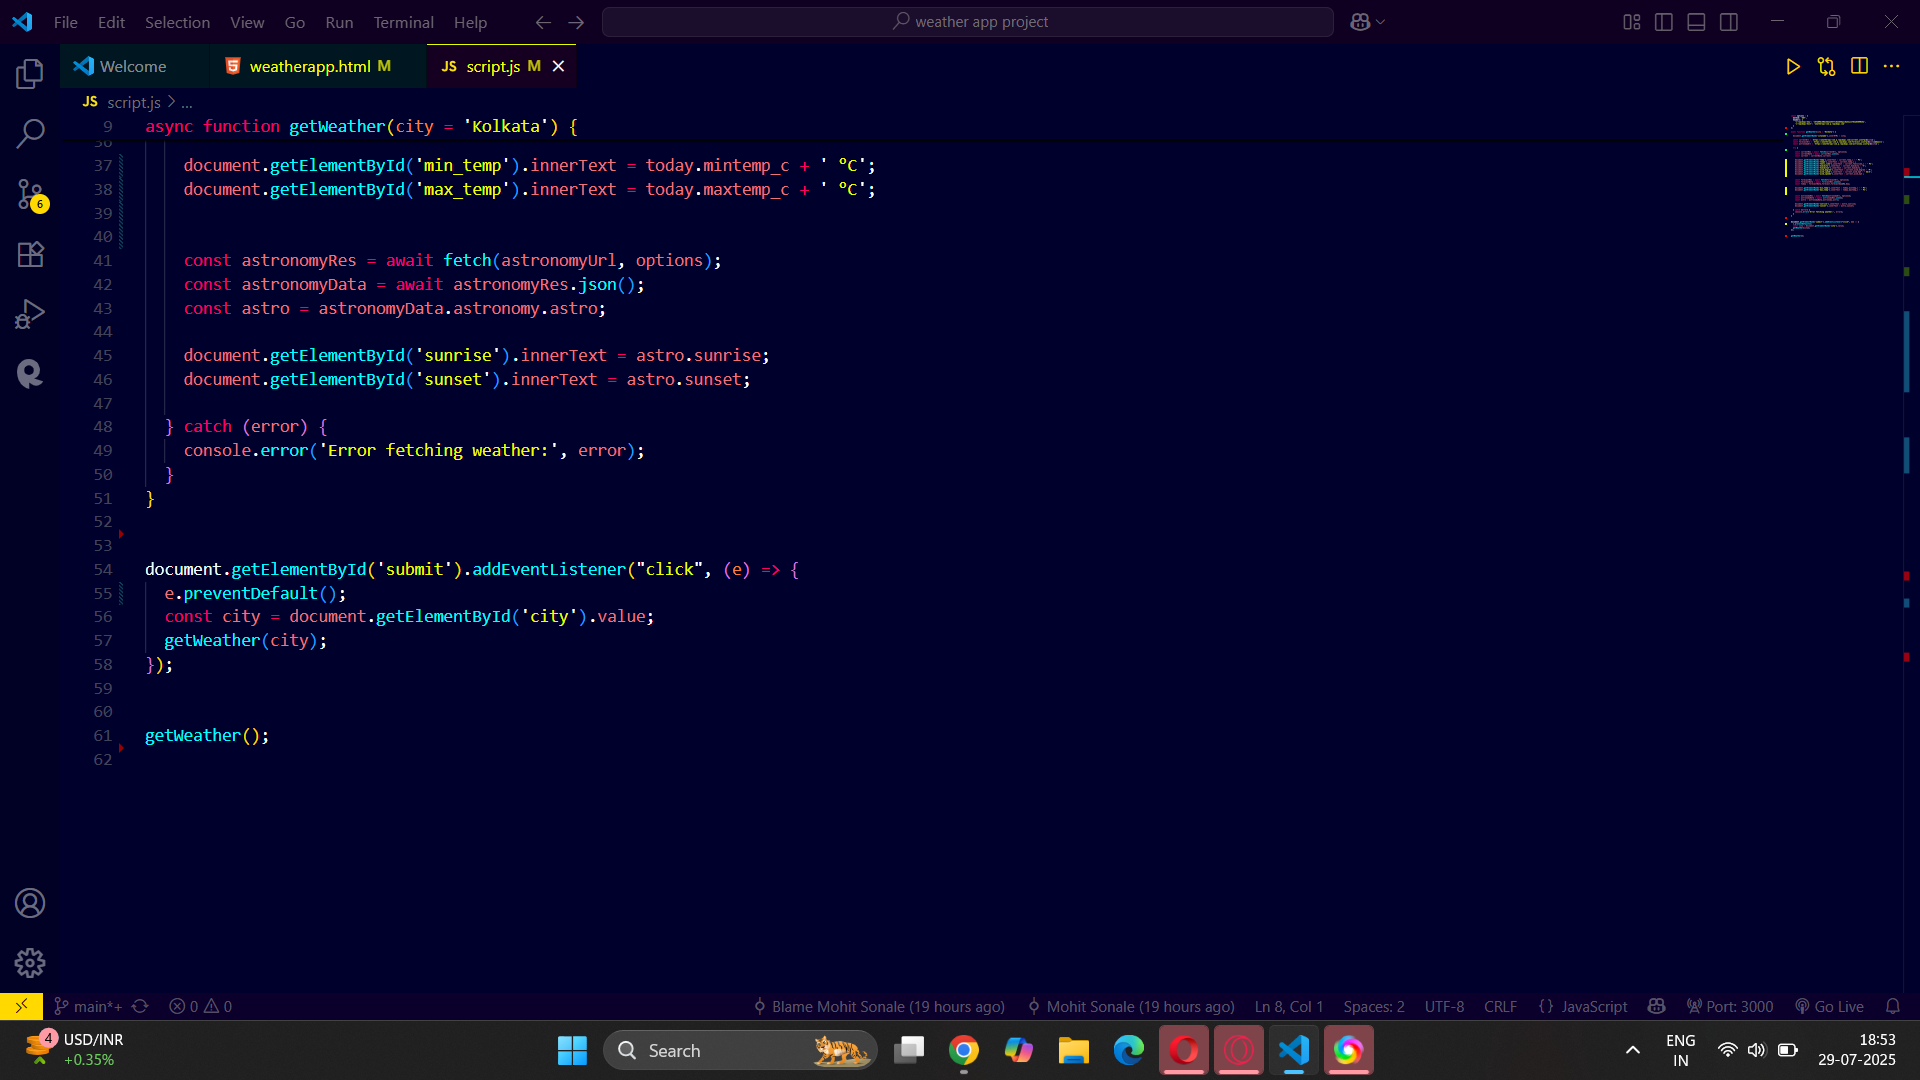 File Edit Selection View Go Run Terminal Help
weather app project
Welcome
weatherapp.html M
JS script.js M
JS script.js > ...
9 async function getWeather(city = 'Kolkata') {
36
37 document.getElementById('min_temp').innerText = today.mintemp_c + ' °C';
38 document.getElementById('max_temp').innerText = today.maxtemp_c + ' °C';
39
40
41 const astronomyRes = await fetch(astronomyUrl, options);
42 const astronomyData = await astronomyRes.json();
43 const astro = astronomyData.astronomy.astro;
44
45 document.getElementById('sunrise').innerText = astro.sunrise;
46 document.getElementById('sunset').innerText = astro.sunset;
47
48 } catch (error) {
49 console.error('Error fetching weather:', error);
50 }
51 }
52
53
54 document.getElementById('submit').addEventListener("click", (e) => {
55 e.preventDefault();
56 const city = document.getElementById('city').value;
57 getWeather(city);
58 });
59
60
61 getWeather();
62
6
main*+ 0 0 Blame Mohit Sonale (19 hours ago) Mohit Sonale (19 hours ago) Ln 8, Col 1 Spaces: 2 UTF-8 CRLF {} JavaScript Port: 3000 Go Live
4
USD/INR
+0.35%
Search
ENG
IN
18:53
29-07-2025